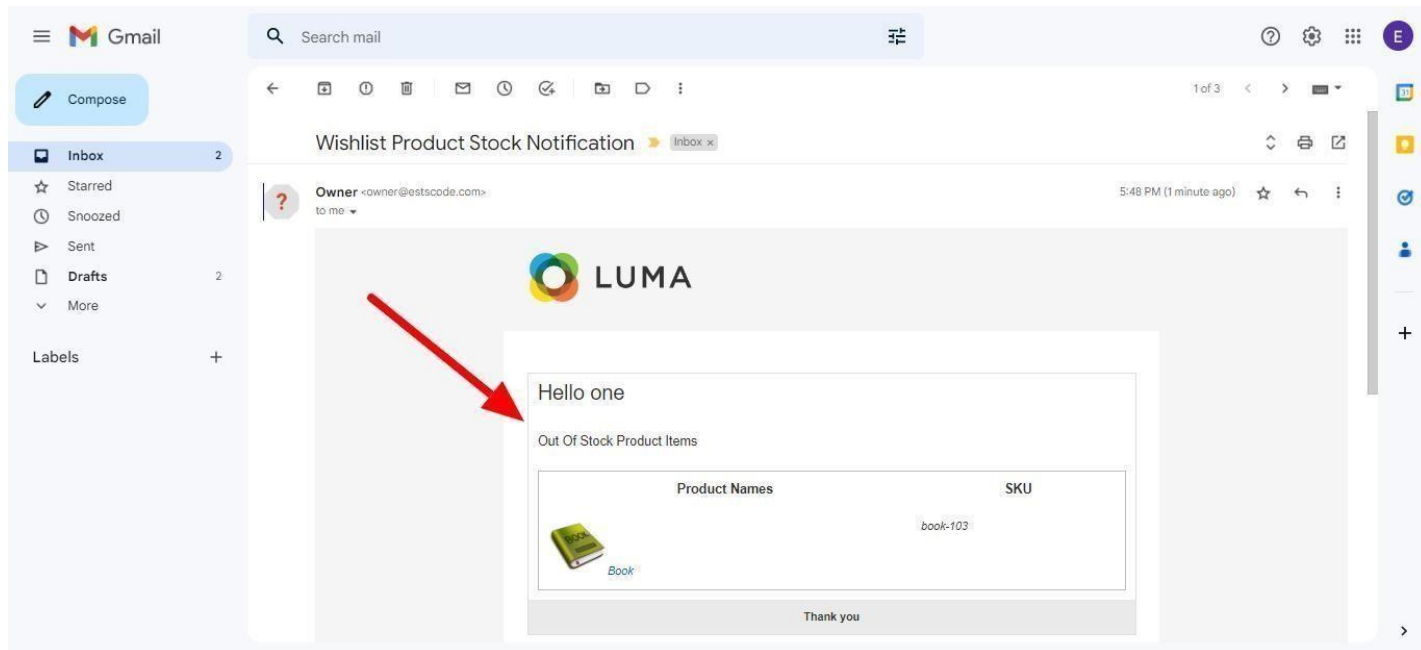 Gmail
Search mail
E
Compose
1 of 3
31
Wishlist Product Stock Notification Inbox x
Inbox 2
Starred
Owner <owner@estscode.com> 5:48 PM (1 minute ago)
?
to me
Snoozed
Sent
Drafts 2
More
LUMA
Labels +
Hello one
Out Of Stock Product Items
Product Names SKU
BOOK
book-103
Book
Thank you